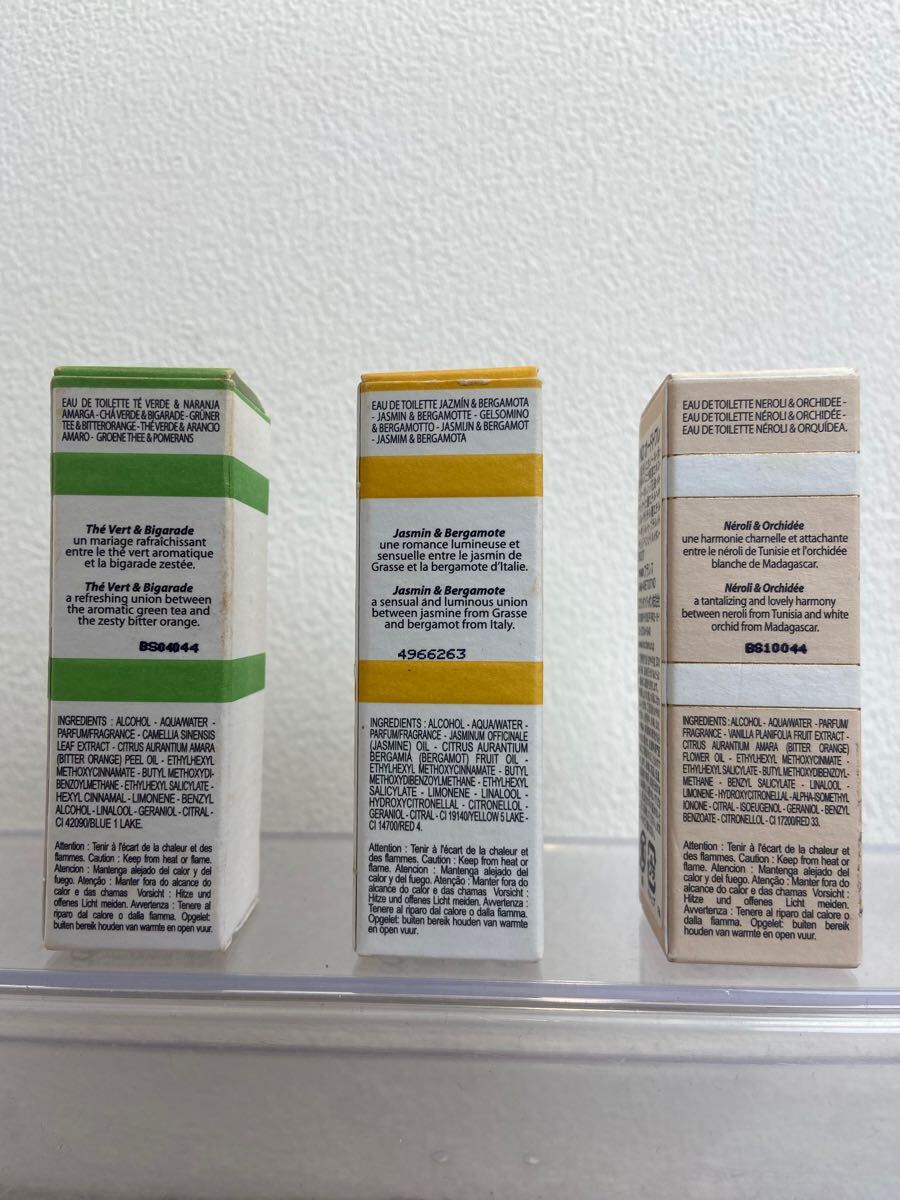 EAU DE TOILETTE TÉ VERDE & NARANJA
AMARGA - CHÁ VERDE & BIGARADE - GRÜNER
TEE & BITTERORANGE - THÉ VERDE & ARANCIO
AMARO - GROENE THEE & POMERANS
Thé Vert & Bigarade
un mariage rafraîchissant
entre le thé vert aromatique
et la bigarade zestée.
Thé Vert & Bigarade
a refreshing union between
the aromatic green tea and
the zesty bitter orange.
BS04044
INGREDIENTS : ALCOHOL - AQUA/WATER -
PARFUM/FRAGRANCE - CAMELLIA SINENSIS
LEAF EXTRACT - CITRUS AURANTIUM AMARA
(BITTER ORANGE) PEEL OIL - ETHYLHEXYL
METHOXYCINNAMATE - BUTYL METHOXYDI-
BENZOYLMETHANE - ETHYLHEXYL SALICYLATE -
HEXYL CINNAMAL - LIMONENE - BENZYL
ALCOHOL - LINALOOL - GERANIOL - CITRAL -
CI 42090/BLUE 1 LAKE.
Attention : Tenir à l'écart de la chaleur et des
flammes. Caution : Keep from heat or flame.
Atencion : Mantenga alejado del calor y del
fuego. Atenção : Manter fora do alcance do
calor e das chamas Vorsicht : Hitze und
offenes Licht meiden. Avvertenza : Tenere al
riparo dal calore o dalla fiamma. Opgelet:
buiten bereik houden van warmte en open vuur.
EAU DE TOILETTE JAZMÍN & BERGAMOTA
- JASMIN & BERGAMOTTE - GELSOMINO
& BERGAMOTTO - JASMIJN & BERGAMOT
- JASMIM & BERGAMOTA
Jasmin & Bergamote
une romance lumineuse et
sensuelle entre le jasmin de
Grasse et la bergamote d'Italie.
Jasmin & Bergamote
a sensual and luminous union
between jasmine from Grasse
and bergamot from Italy.
4966263
INGREDIENTS: ALCOHOL - AQUA/WATER -
PARFUM/FRAGRANCE - JASMINUM OFFICINALE
(JASMINE) OIL - CITRUS AURANTIUM
BERGAMIA (BERGAMOT) FRUIT OIL -
ETHYLHEXYL METHOXYCINNAMATE - BUTYL
METHOXYDIBENZOYLMETHANE - ETHYLHEXYL
SALICYLATE - LIMONENE - LINALOOL -
HYDROXYCITRONELLAL - CITRONELLOL -
GERANIOL - CITRAL - CI 19140/YELLOW 5 LAKE -
CI 14700/RED 4.
Attention : Tenir à l'écart de la chaleur et
des flammes. Caution : Keep from heat or
flame. Atencion : Mantenga alejado del
calor y del fuego. Atenção : Manter fora do
alcance do calor e das chamas Vorsicht :
Hitze und offenes Licht meiden. Avvertenza :
Tenere al riparo dal calore o dalla fiamma.
Opgelet: buiten bereik houden van warmte
en open vuur.
EAU DE TOILETTE NEROLI & ORCHIDEE -
EAU DE TOILETTE NÉROLI & ORCHIDÉE-
EAU DE TOILETTE NÉROLI & ORQUÍDEA.
Néroli & Orchidée
une harmonie charnelle et attachante
entre le néroli de Tunisie et l'orchidée
blanche de Madagascar.
Néroli & Orchidée
a tantalizing and lovely harmony
between neroli from Tunisia and white
orchid from Madagascar.
BS10044
INGREDIENTS: ALCOHOL - AQUA/WATER - PARFUM/
FRAGRANCE - VANILLA PLANIFOLIA FRUIT EXTRACT -
CITRUS AURANTIUM AMARA (BITTER ORANGE)
FLOWER OIL - ETHYLHEXYL METHOXYCINMATE -
ETHYLHEXYL SALICYLATE - BUTYL METHOXYDIBENZOYL-
METHANE - BENZYL SALICYLATE - LINALOOL -
LIMONENE - HYDROXYCITRONELLAL - ALPHA-ISOMETHYL
IONONE - CITRAL - ISOEUGENOL - GERANIOL - BENZYL
BENZOATE - CITRONELLOL - CI 17200/RED 33.
Attention : Tenir à l'écart de la chaleur et des
flammes. Caution : Keep from heat or flame.
Atencion : Mantenga alejado del calor y del
fuego. Atenção : Manter fora do
alcance do calor e das chamas Vorsicht :
Hitze und offenes Licht meiden.
Avvertenza : Tenere al riparo dal calore o
dalla fiamma. Opgelet: buiten bereik
houden van warmte en open vuur.